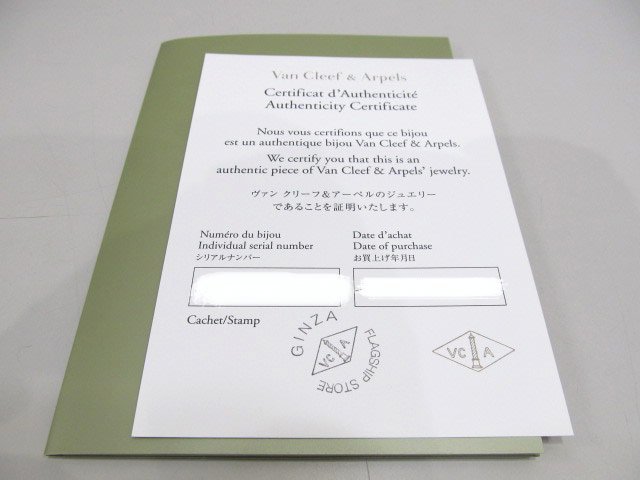 Van Cleef & Arpels
Certificat d'Authenticité
Authenticity Certificate
Nous vous certifions que ce bijou
est un authentique bijou Van Cleef & Arpels.
We certify you that this is an
authentic piece of Van Cleef & Arpels' jewelry.
ヴァン クリーフ&アーペルのジュエリー
であることを証明いたします。
Numéro du bijou
Individual serial number
シリアルナンバー
Date d'achat
Date of purchase
お買上げ年月日
Cachet/Stamp
GINZA
FLAGSHIP STORE
VC A
VC A